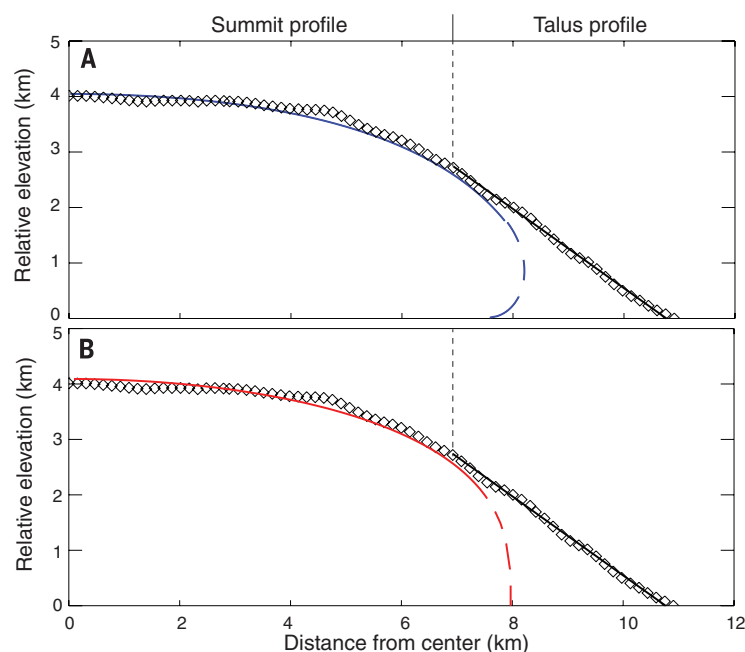 Summit profile Talus profile
A
Relative elevation (km)
5
4
3
2
1
0
B
Relative elevation (km)
5
4
3
2
1
0
0 2 4 6 8 10 12
Distance from center (km)